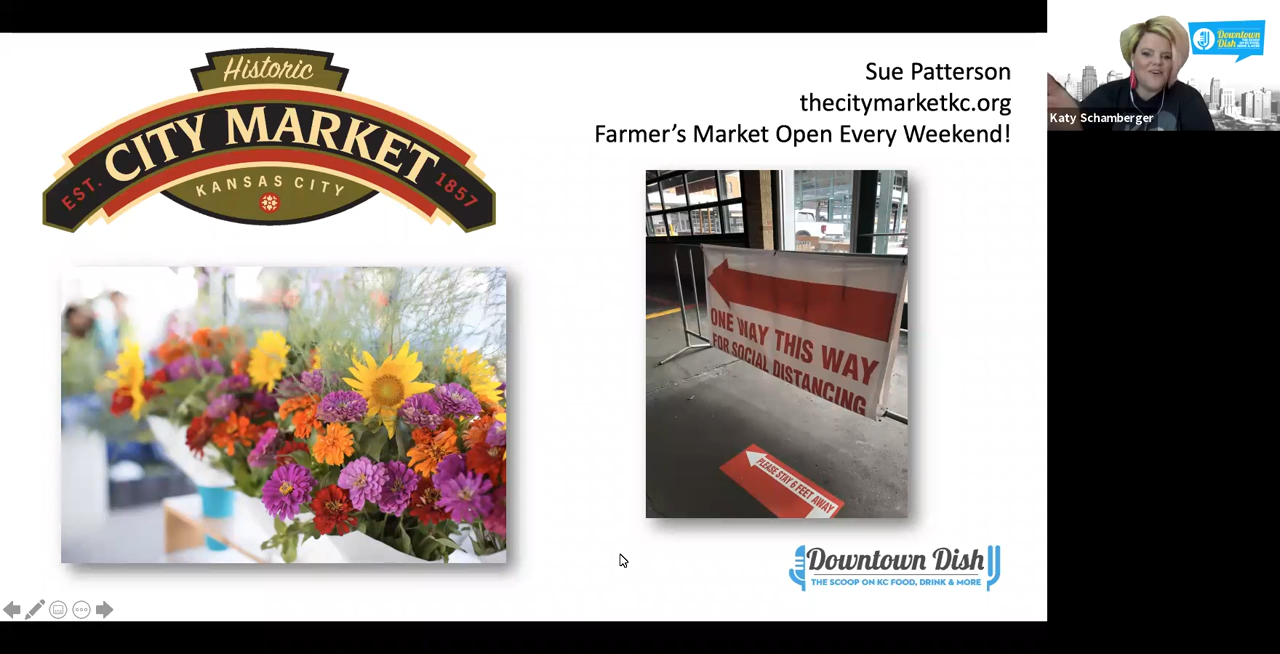 Historic
CITY MARKET
EST. 1857
KANSAS CITY
Sue Patterson
thecitymarketkc.org
Farmer's Market Open Every Weekend!
ONE WAY THIS WAY
FOR SOCIAL DISTANCING
PLEASE STAY 6 FEET AWAY
Downtown Dish
THE SCOOP ON KC FOOD, DRINK & MORE
Downtown
Dish
Katy Schamberger